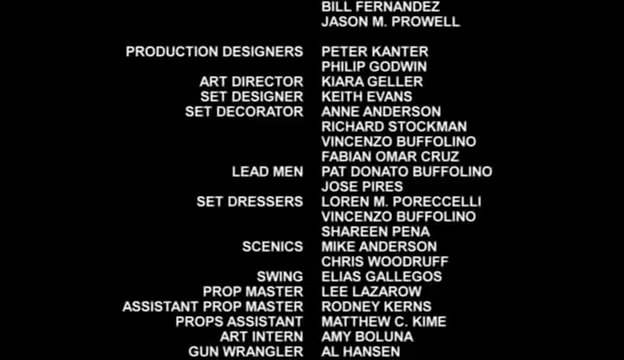 BILL FERNANDEZ
JASON M. PROWELL
PRODUCTION DESIGNERS PETER KANTER
PHILIP GODWIN
ART DIRECTOR KIARA GELLER
SET DESIGNER KEITH EVANS
SET DECORATOR ANNE ANDERSON
RICHARD STOCKMAN
VINCENZO BUFFOLINO
FABIAN OMAR CRUZ
LEAD MEN PAT DONATO BUFFOLINO
JOSE PIRES
SET DRESSERS LOREN M. PORECCELLI
VINCENZO BUFFOLINO
SHAREEN PENA
SCENICS MIKE ANDERSON
CHRIS WOODRUFF
SWING ELIAS GALLEGOS
PROP MASTER LEE LAZAROW
ASSISTANT PROP MASTER RODNEY KERNS
PROPS ASSISTANT MATTHEW C. KIME
ART INTERN AMY BOLUNA
GUN WRANGLER AL HANSEN